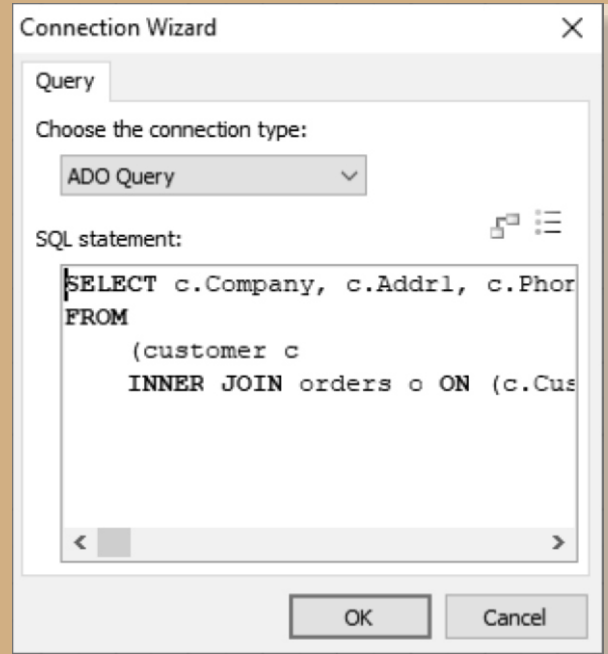 Connection Wizard
Query
Choose the connection type:
ADO Query
SQL statement:
SELECT c.Company, c.Addr1, c.Phon
FROM
(customer c
INNER JOIN orders o ON (c.Cus
OK
Cancel